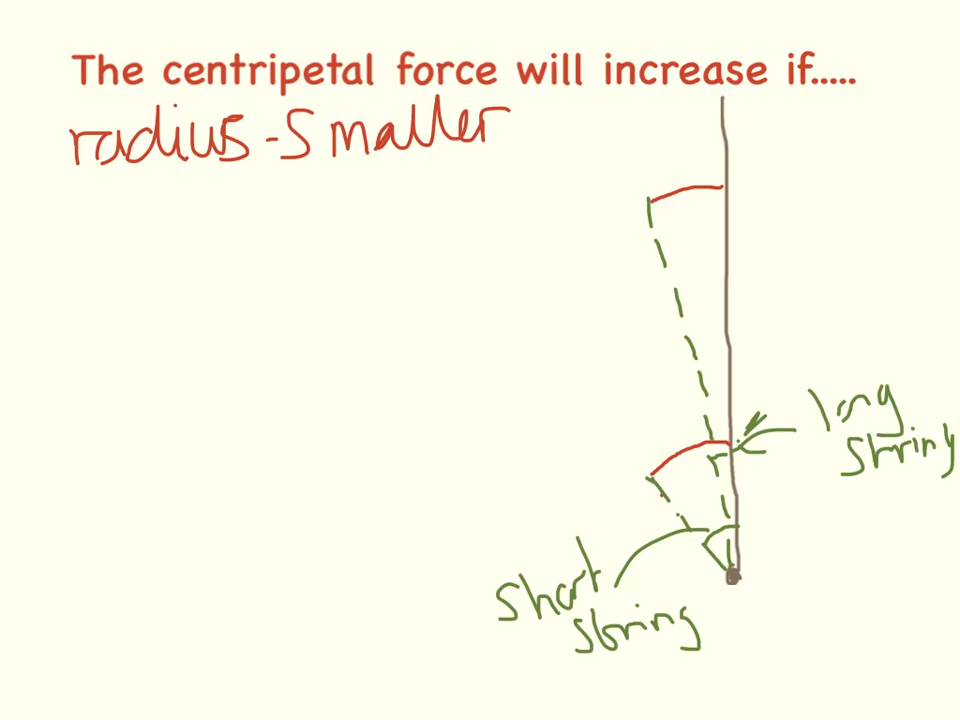 The centripetal force will increase if.....
radius - smaller
long
string
short
string